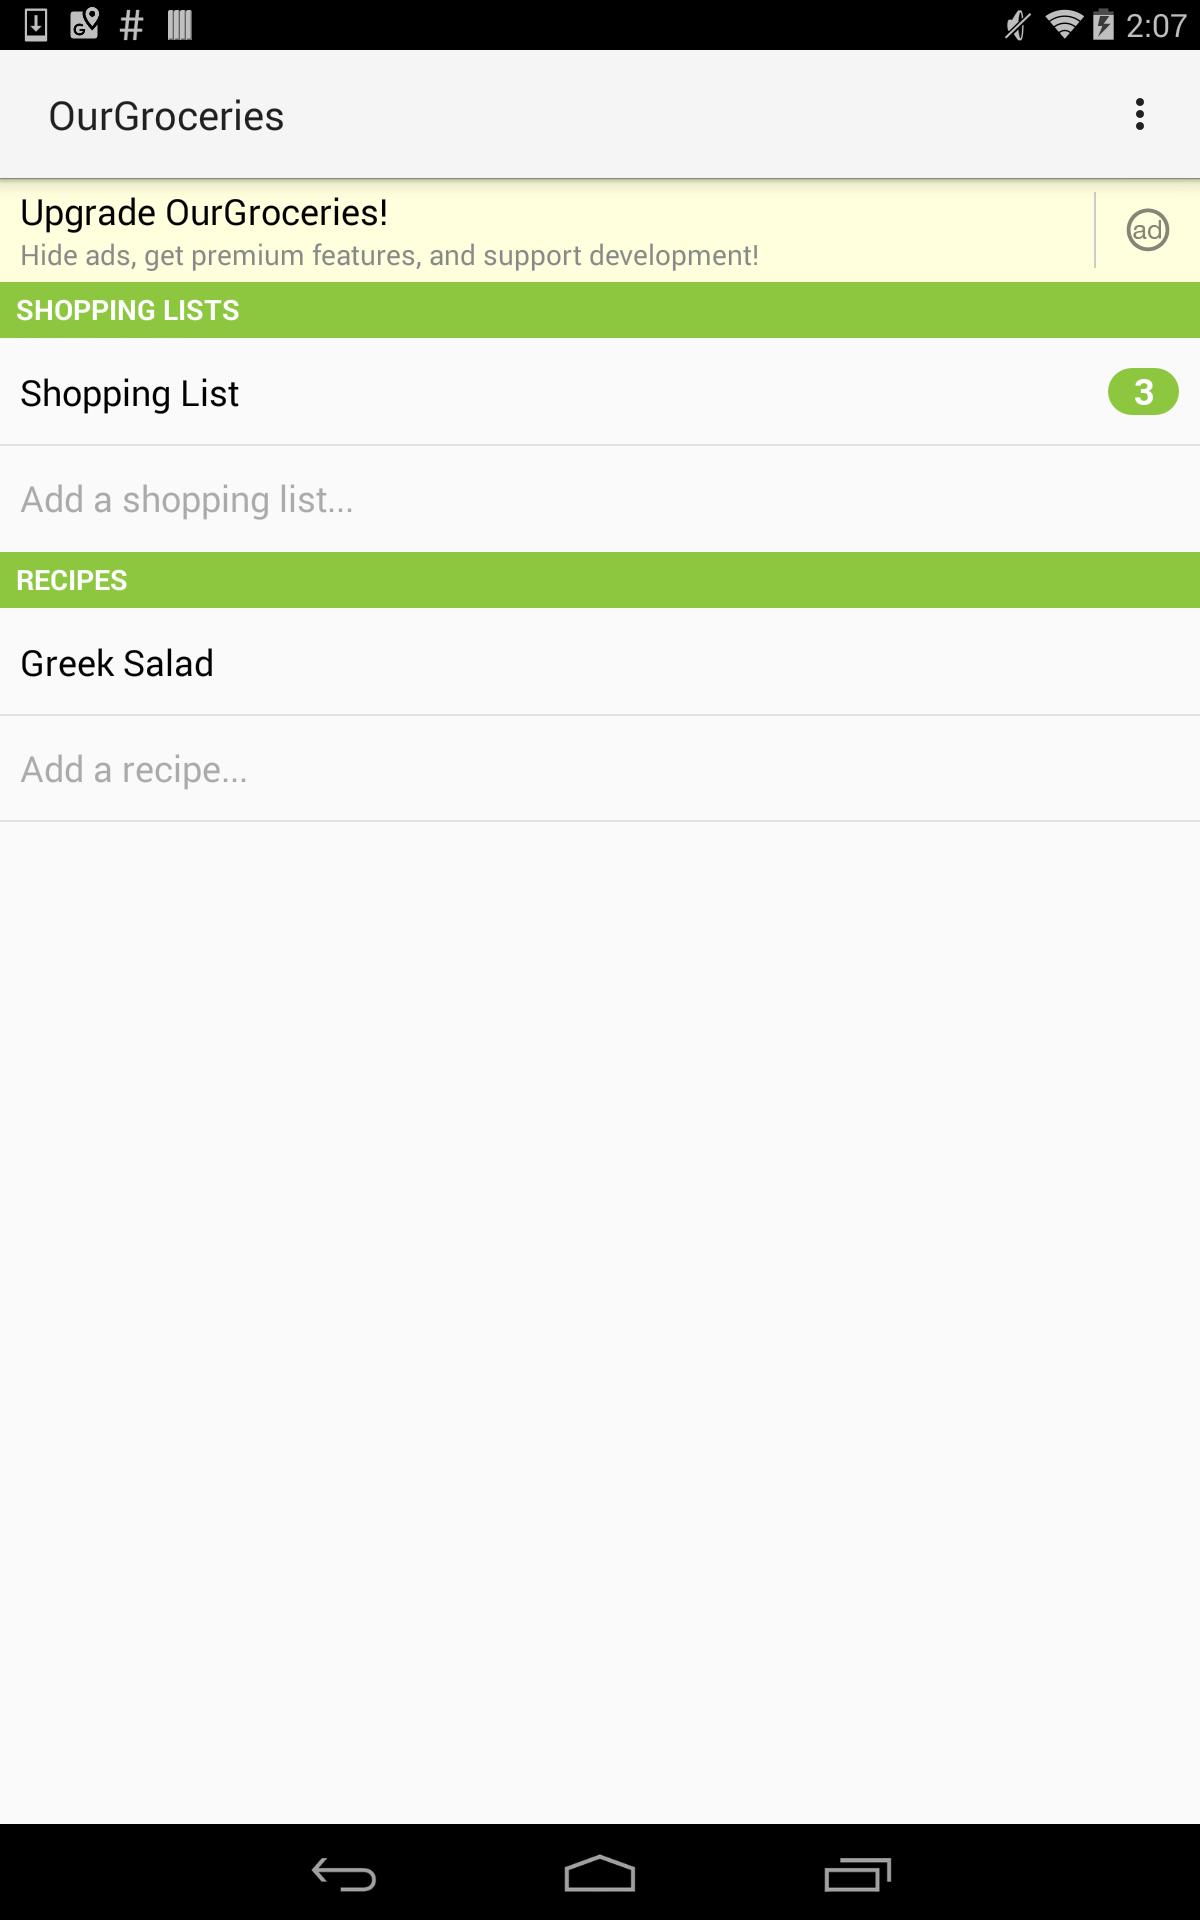 2:07
OurGroceries
Upgrade OurGroceries!
Hide ads, get premium features, and support development!
ad
SHOPPING LISTS
Shopping List
3
Add a shopping list...
RECIPES
Greek Salad
Add a recipe...